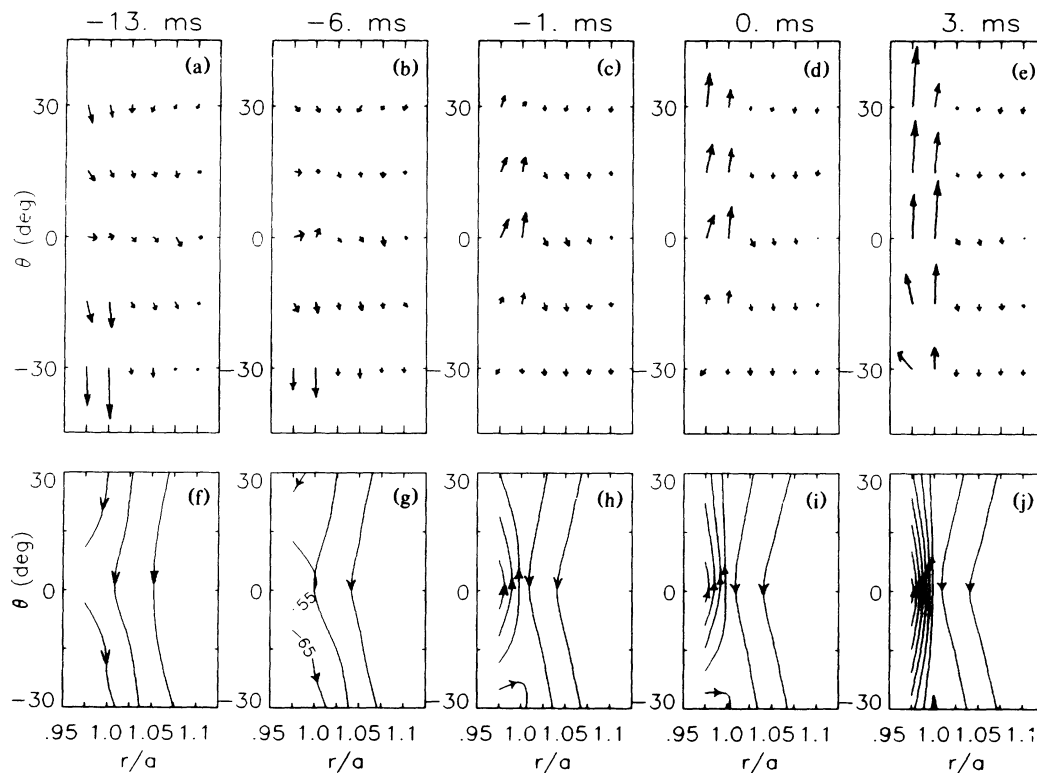 −13. ms −6. ms −1. ms 0. ms 3. ms
(a) (b) (c) (d) (e)
30 30 30 30 30
0 0 0 0 0
−30 −30 −30 −30 −30
θ (deg)
(f) (g) (h) (i) (j)
30 30 30 30 30
0 0 0 0 0
−30 −30 −30 −30 −30
θ (deg)
.55
−65
.95 1.0 1.05 1.1 .95 1.0 1.05 1.1 .95 1.0 1.05 1.1 .95 1.0 1.05 1.1 .95 1.0 1.05 1.1
r/a r/a r/a r/a r/a